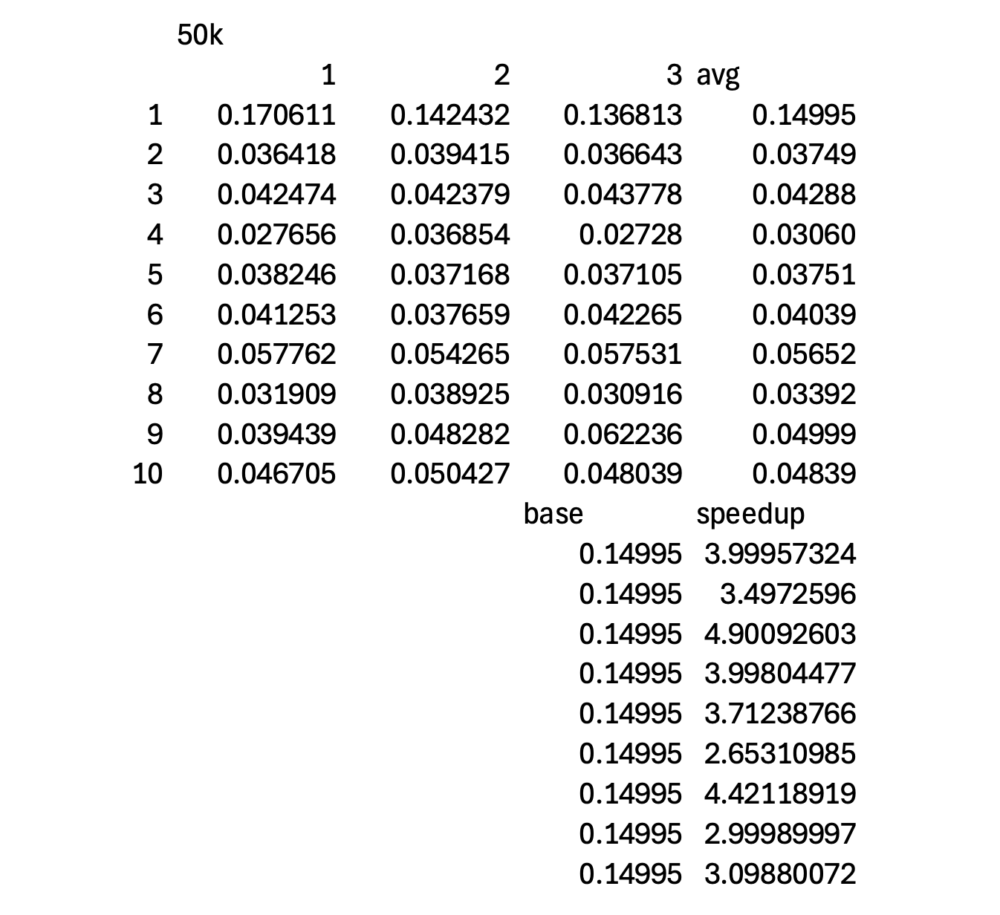 50k
1 2 3 avg
1 0.170611 0.142432 0.136813 0.14995
2 0.036418 0.039415 0.036643 0.03749
3 0.042474 0.042379 0.043778 0.04288
4 0.027656 0.036854 0.02728 0.03060
5 0.038246 0.037168 0.037105 0.03751
6 0.041253 0.037659 0.042265 0.04039
7 0.057762 0.054265 0.057531 0.05652
8 0.031909 0.038925 0.030916 0.03392
9 0.039439 0.048282 0.062236 0.04999
10 0.046705 0.050427 0.048039 0.04839
base speedup
0.14995 3.99957324
0.14995 3.4972596
0.14995 4.90092603
0.14995 3.99804477
0.14995 3.71238766
0.14995 2.65310985
0.14995 4.42118919
0.14995 2.99989997
0.14995 3.09880072